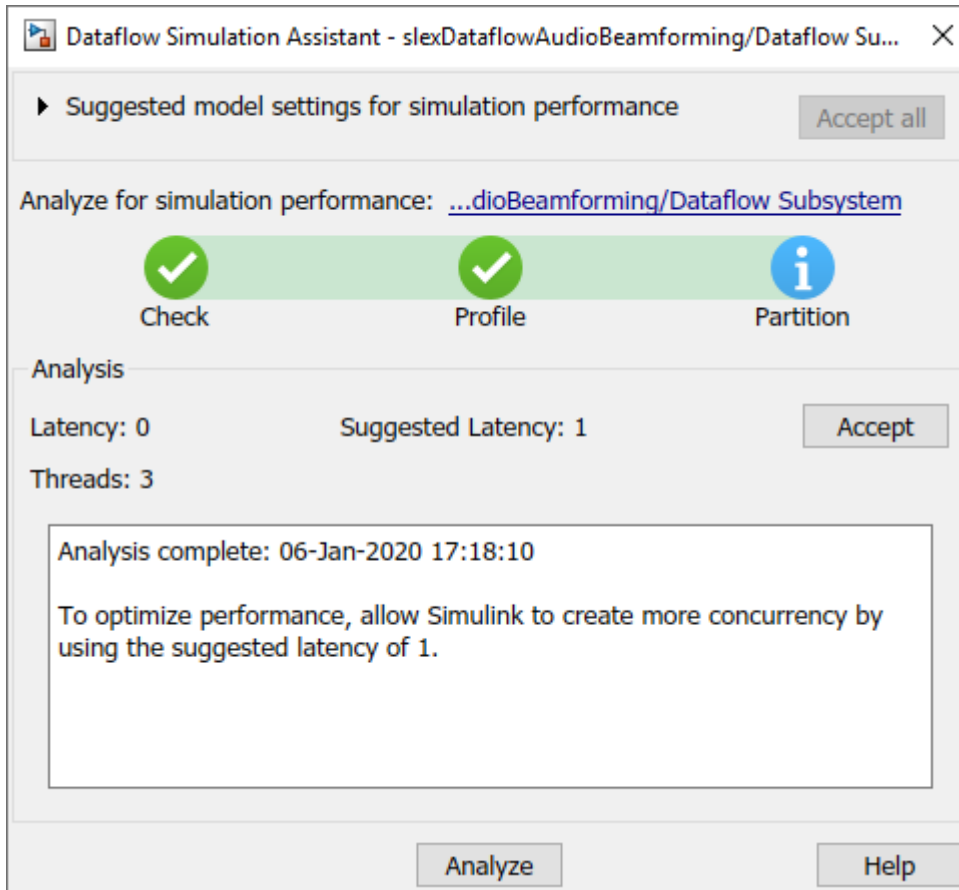 Dataflow Simulation Assistant - slexDataflowAudioBeamforming/Dataflow Su...
Suggested model settings for simulation performance
Accept all
Analyze for simulation performance: ...dioBeamforming/Dataflow Subsystem
Check Profile Partition
Analysis
Latency: 0 Suggested Latency: 1 Accept
Threads: 3
Analysis complete: 06-Jan-2020 17:18:10
To optimize performance, allow Simulink to create more concurrency by
using the suggested latency of 1.
Analyze Help